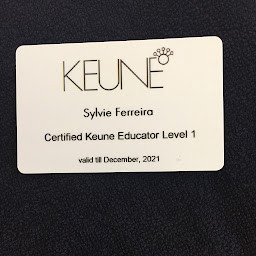 KEUNE
Sylvie Ferreira
Certified Keune Educator Level 1
valid till December, 2021